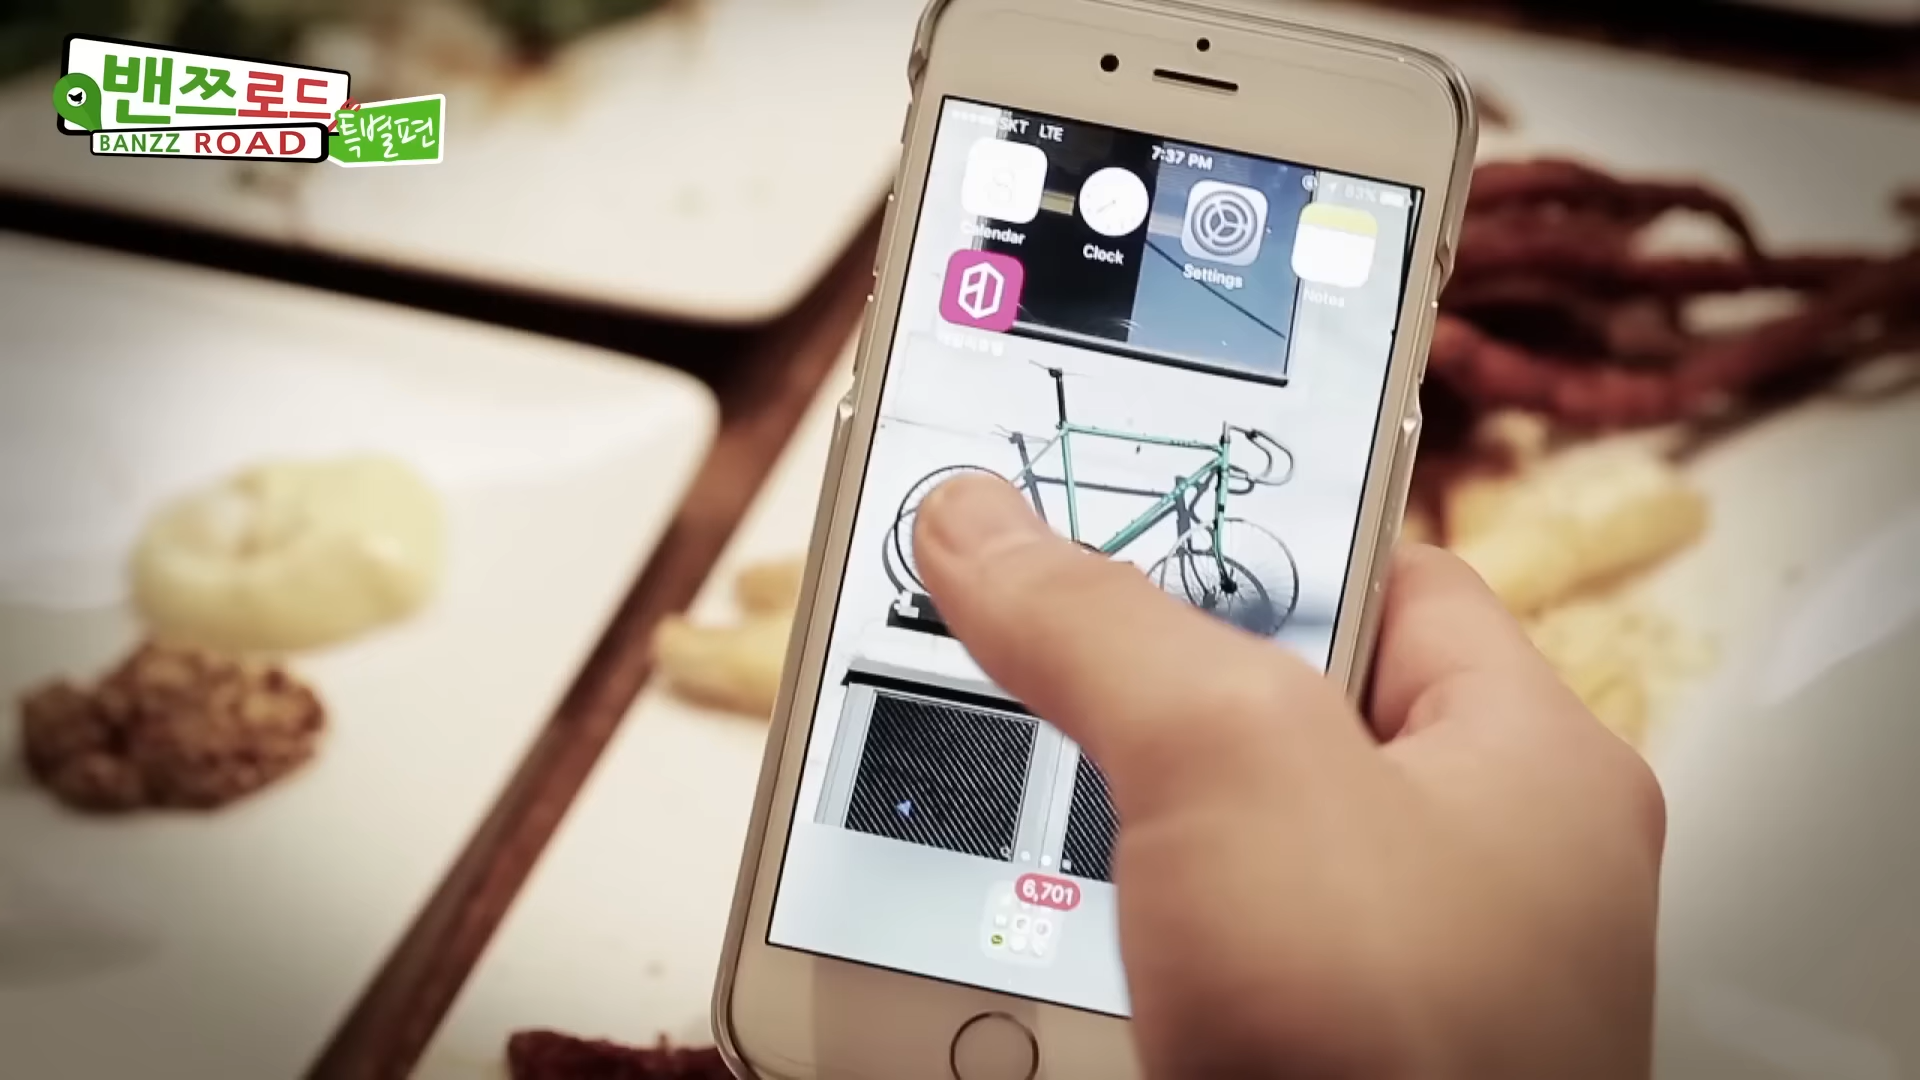 밴쯔로드
BANZZ ROAD
특별편
SKT LTE
7:37 PM
83%
Calendar
Clock
Settings
Notes
6,701